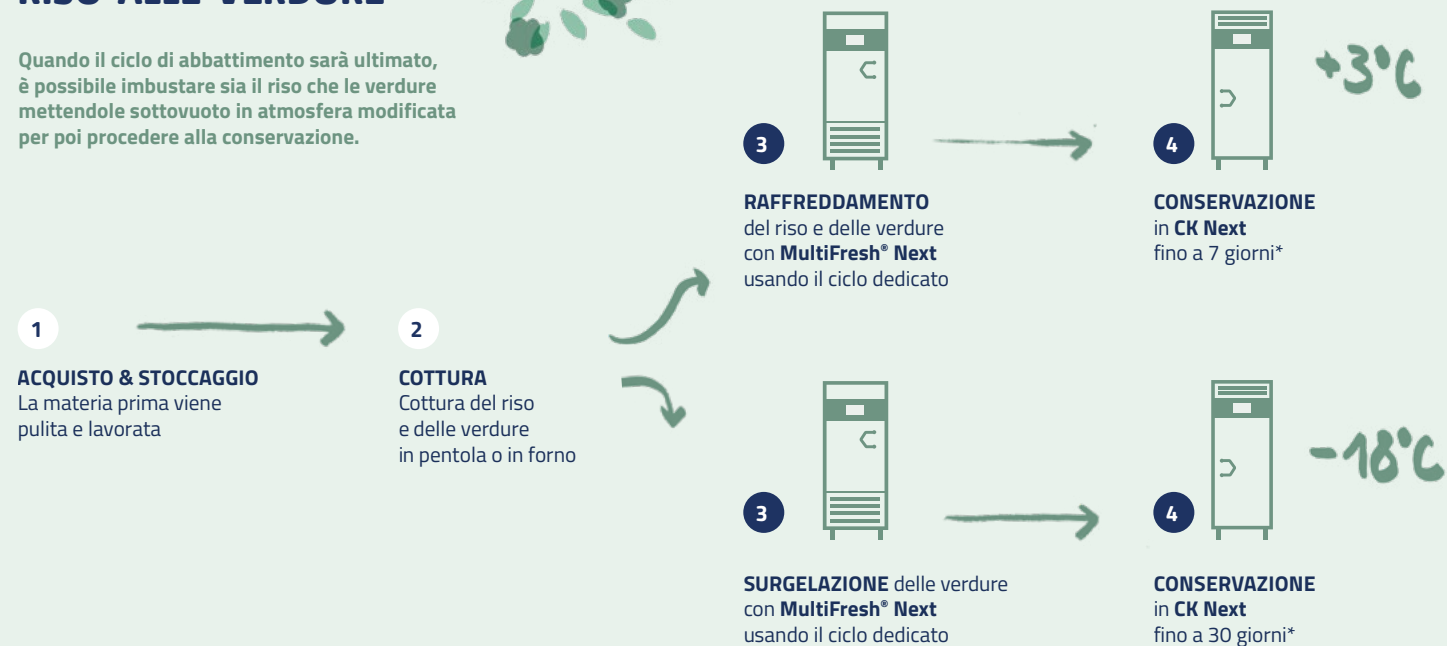 RISO ALLE VERDURE
Quando il ciclo di abbattimento sarà ultimato,
è possibile imbustare sia il riso che le verdure
mettendole sottovuoto in atmosfera modificata
per poi procedere alla conservazione.
1
ACQUISTO & STOCCAGGIO
La materia prima viene
pulita e lavorata
2
COTTURA
Cottura del riso
e delle verdure
in pentola o in forno
3
RAFFREDDAMENTO
del riso e delle verdure
con MultiFresh® Next
usando il ciclo dedicato
4
+3°C
CONSERVAZIONE
in CK Next
fino a 7 giorni*
3
SURGELAZIONE delle verdure
con MultiFresh® Next
usando il ciclo dedicato
4
-18°C
CONSERVAZIONE
in CK Next
fino a 30 giorni*